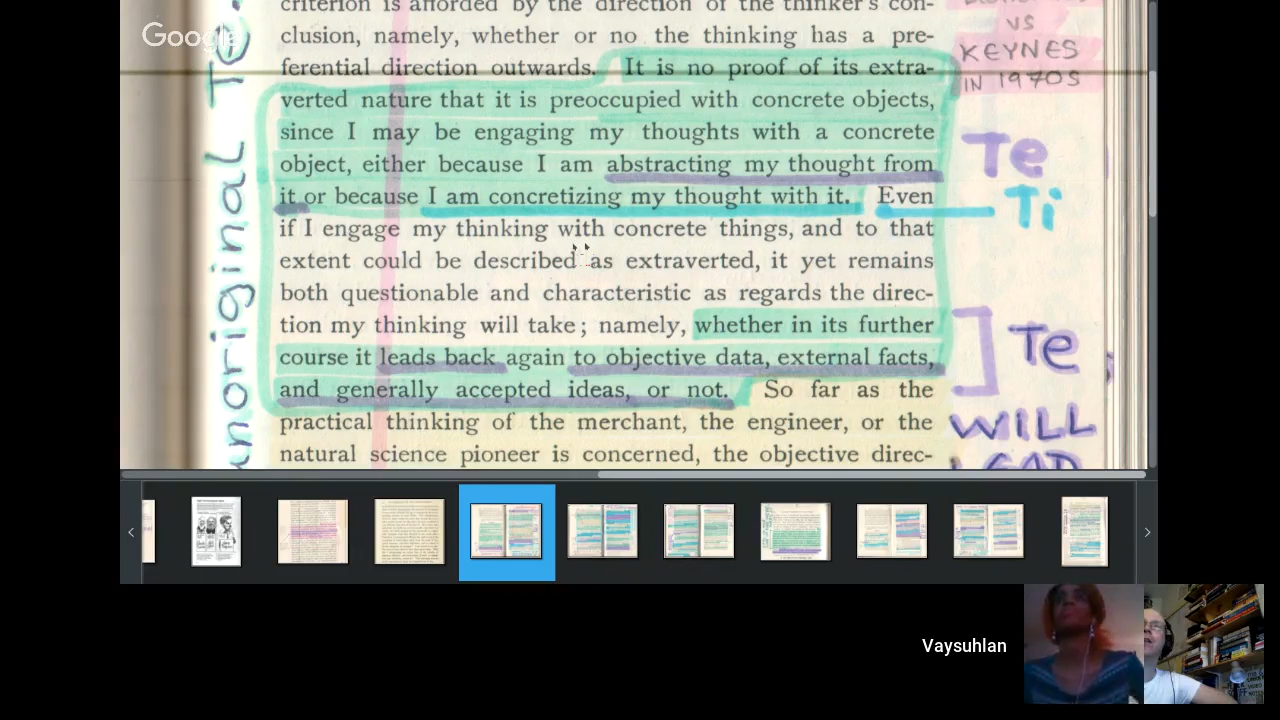 criterion is afforded by the direction of the thinker's con-
clusion, namely, whether or no the thinking has a pre-
ferential direction outwards. It is no proof of its extra-
verted nature that it is preoccupied with concrete objects,
since I may be engaging my thoughts with a concrete
object, either because I am abstracting my thought from
it or because I am concretizing my thought with it. Even
if I engage my thinking with concrete things, and to that
extent could be described as extraverted, it yet remains
both questionable and characteristic as regards the direc-
tion my thinking will take; namely, whether in its further
course it leads back again to objective data, external facts,
and generally accepted ideas, or not. So far as the
practical thinking of the merchant, the engineer, or the
natural science pioneer is concerned, the objective direc-
Google
unoriginal Te.
VS
KEYNES
IN 1970S
Te
Ti
Te
WILL
LEAD
Vaysuhlan